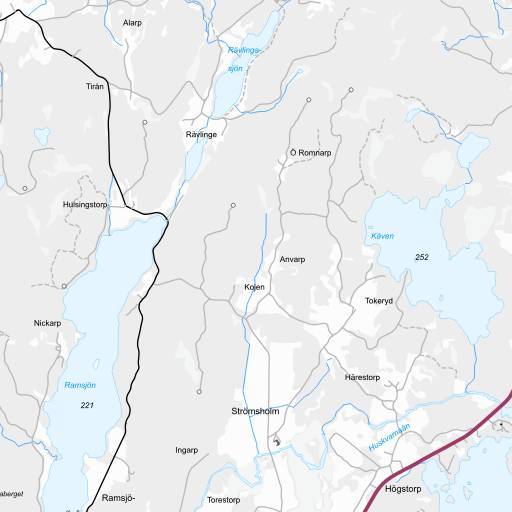 Alarp
Rävlinga-
sjön
Tirån
Rävlinge
Ö Romnarp
Hulsingstorp
Käven
252
Anvarp
Kojen
Tokeryd
Nickarp
Härestorp
Ramsjön
221
Strömsholm
Huskvarnaån
Ingarp
Högstorp
aberget
Ramsjö-
Torestorp